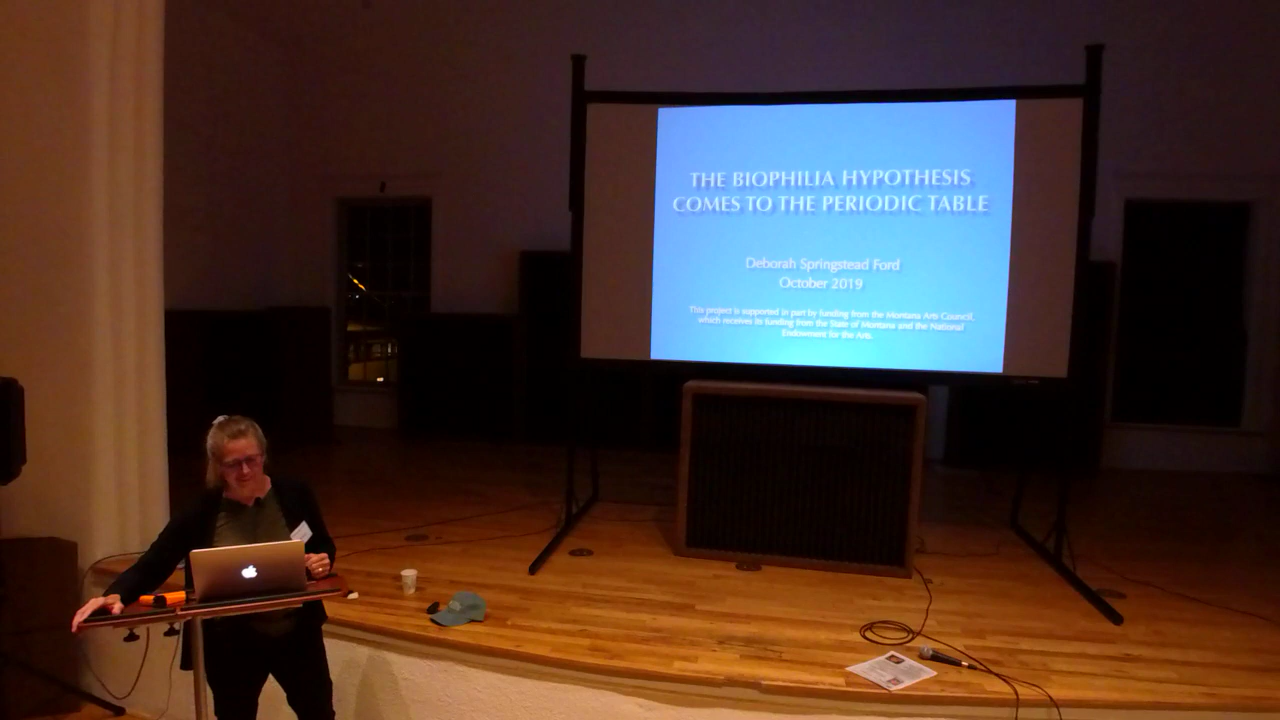 THE BIOPHILIA HYPOTHESIS
COMES TO THE PERIODIC TABLE
Deborah Springstead Ford
October 2019
This project is supported in part by funding from the Montana Arts Council,
which receives its funding from the State of Montana and the National
Endowment for the Arts.